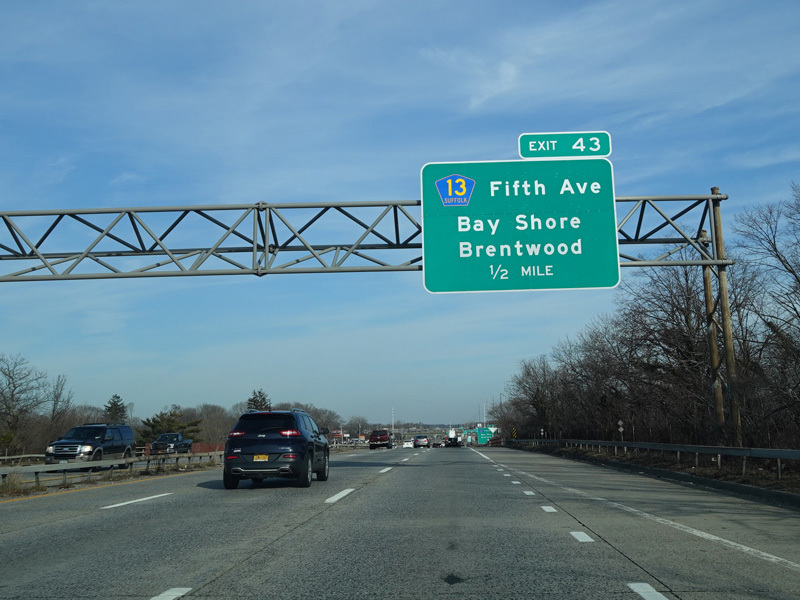 EXIT 43
13
SUFFOLK
Fifth Ave
Bay Shore
Brentwood
1/2 MILE